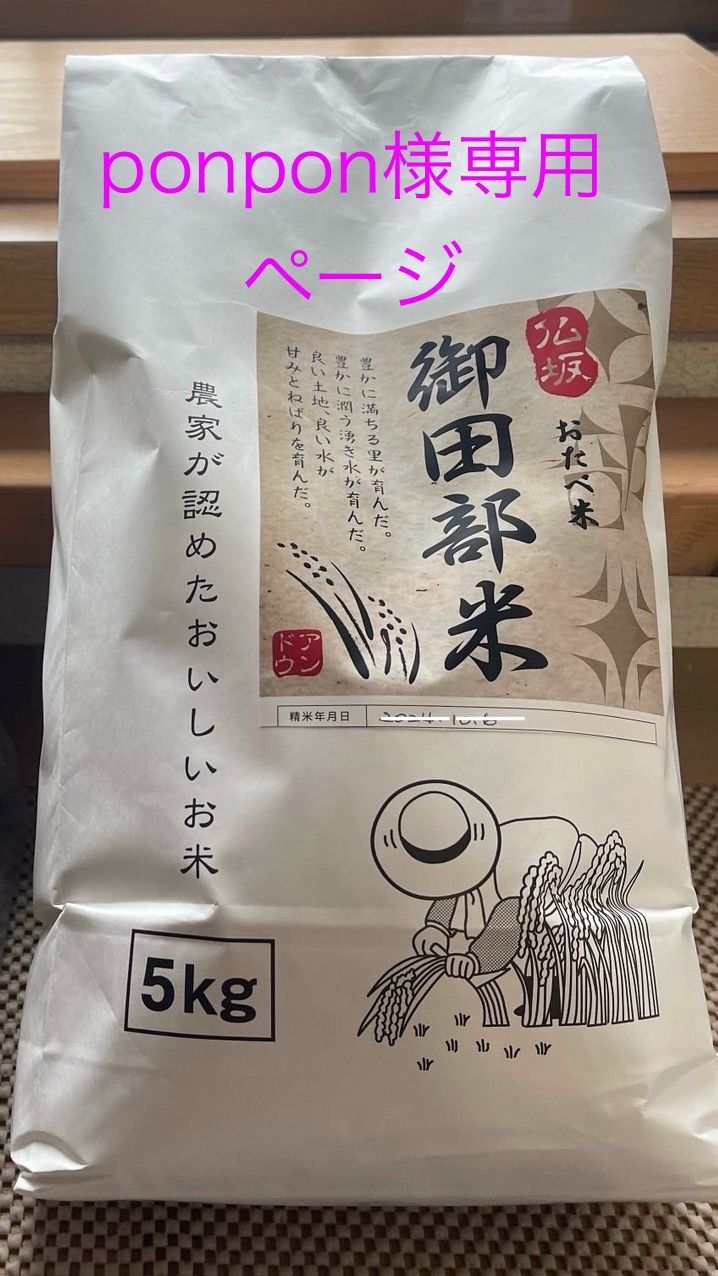 ponpon様専用
ページ
仏坂
おたべ米
御田部米
豊かに満ちる里が育んだ。
豊かに潤う湧き水が育んだ。
良い土地、良い水が
甘みとねばりを育んだ。
アンドウ
精米年月日 2024.10.6
農家が認めたおいしいお米
5kg